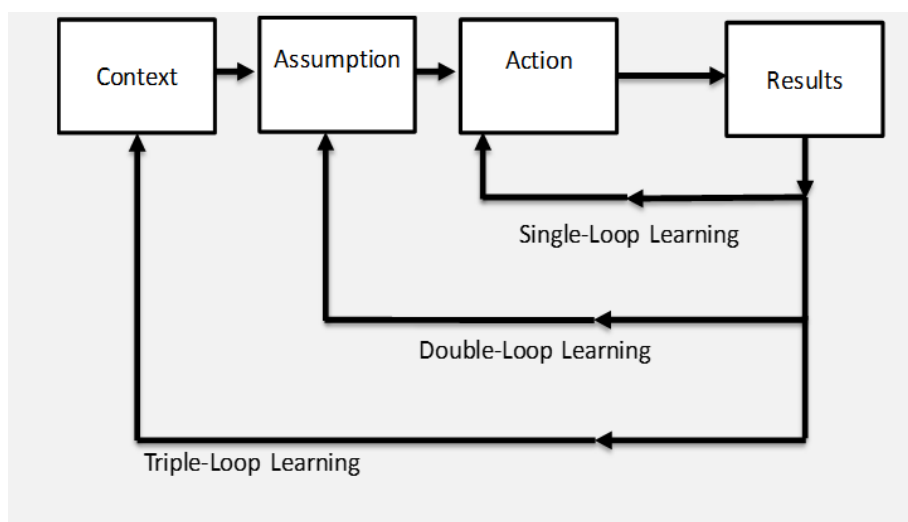 Context
Assumption
Action
Results
Single-Loop Learning
Double-Loop Learning
Triple-Loop Learning